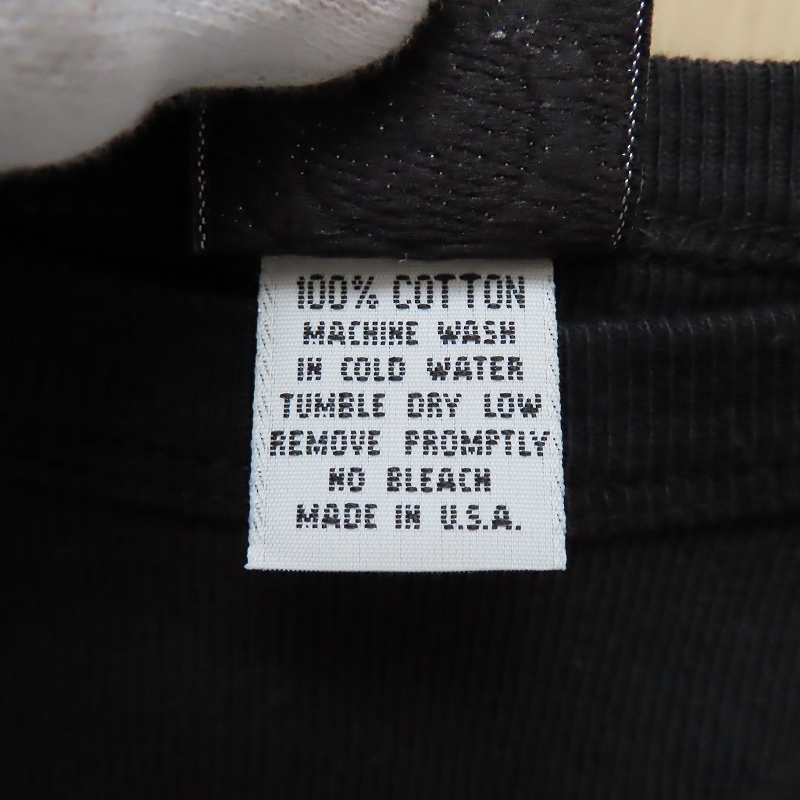 100% COTTON
MACHINE WASH
IN COLD WATER
TUMBLE DRY LOW
REMOVE PROMPTLY
NO BLEACH
MADE IN U.S.A.